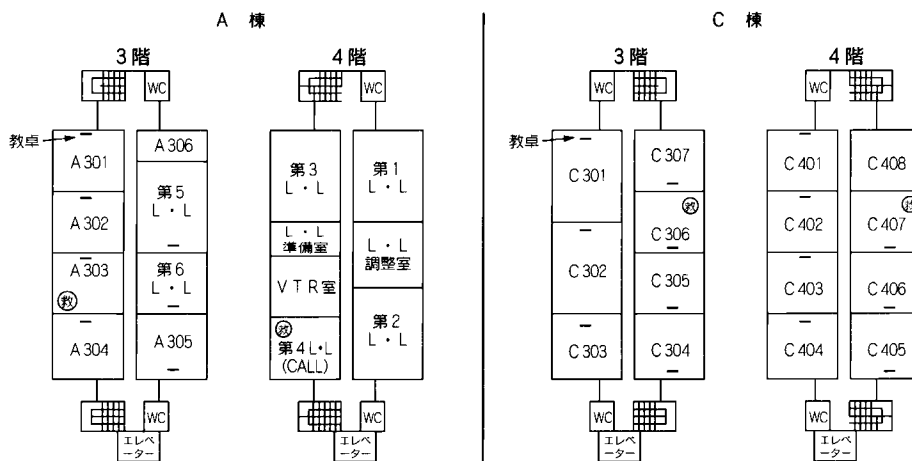 A 棟
C 棟
3階
4階
3階
4階
WC
WC
WC
WC
教卓
A301
A302
A303
教
A304
A306
第5
L・L
第6
L・L
A305
第3
L・L
L・L
準備室
VTR室
教
第4L・L
(CALL)
第1
L・L
L・L
調整室
第2
L・L
教卓
C301
C302
C303
C307
教
C306
C305
C304
C401
C402
C403
C404
C408
教
C407
C406
C405
WC
WC
WC
WC
エレベ
ーター
エレベ
ーター
エレベ
ーター
エレベ
ーター